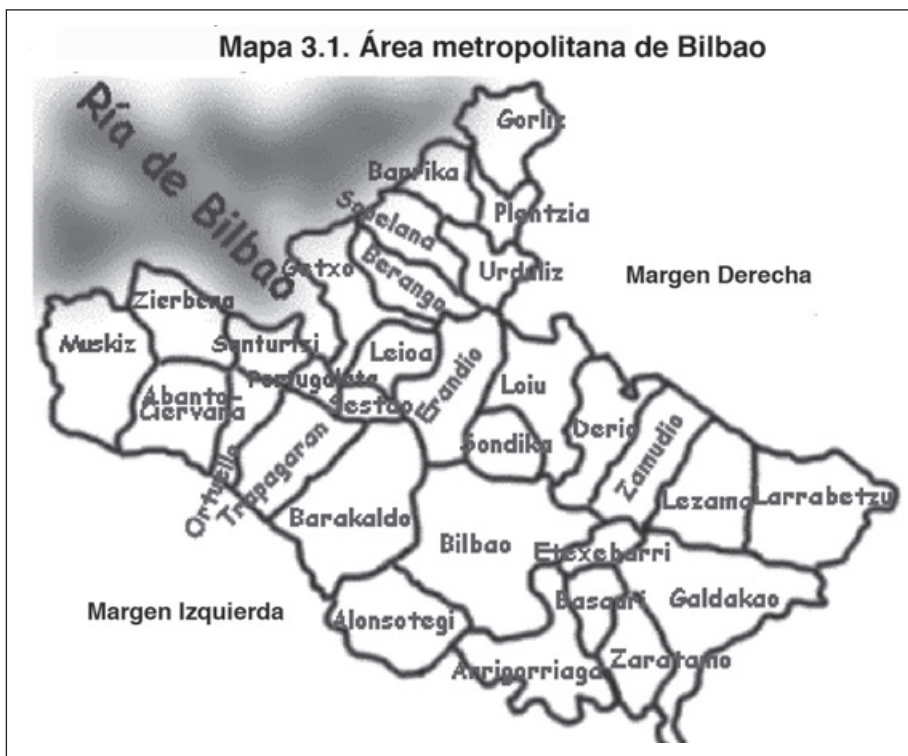 Mapa 3.1. Área metropolitana de Bilbao
Ría de Bilbao
Gorliz
Barrika
Plentzia
Sopelana
Urduliz
Getxo
Berango
Margen Derecha
Zierbena
Muskiz
Santurtzi
Leioa
Portugalete
Abanto-
Ciervana
Sestao
Erandio
Loiu
Sondika
Derio
Zamudio
Ortuella
Trapagaran
Lezama
Larrabetzu
Barakaldo
Bilbao
Etexebarri
Basauri
Galdakao
Margen Izquierda
Alonsotegi
Arrigorriaga
Zaratamo